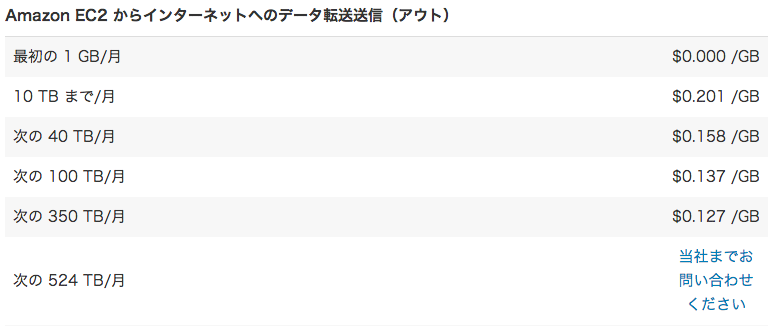 Amazon EC2 からインターネットへのデータ転送送信（アウト）
最初の 1 GB/月 $0.000 /GB
10 TB まで/月 $0.201 /GB
次の 40 TB/月 $0.158 /GB
次の 100 TB/月 $0.137 /GB
次の 350 TB/月 $0.127 /GB
次の 524 TB/月
当社までお
問い合わせ
ください